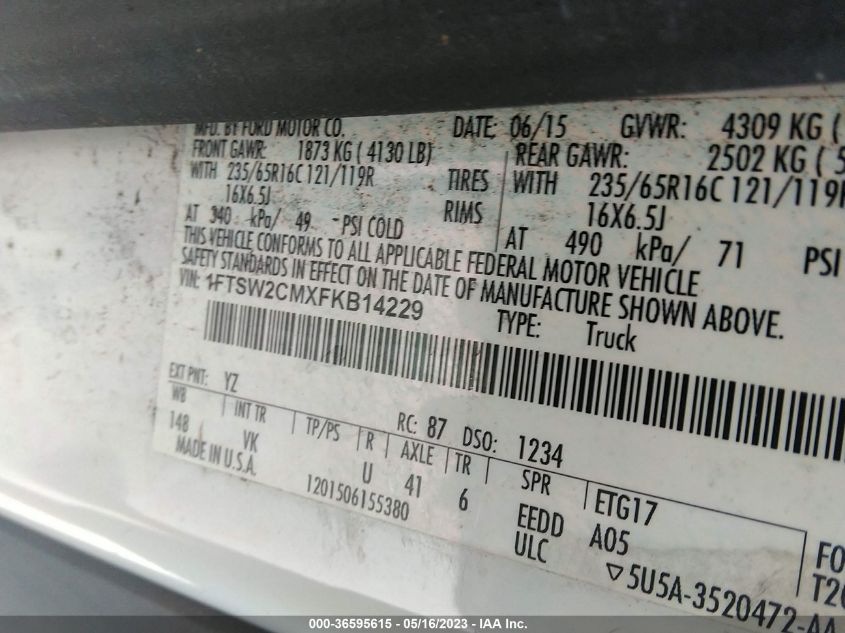 MFD. BY FORD MOTOR CO. DATE: 06/15 GVWR: 4309 KG (
FRONT GAWR: 1873 KG ( 4130 LB) REAR GAWR: 2502 KG ( 5
WITH 235/65R16C 121/119R TIRES WITH 235/65R16C 121/119R
16X6.5J RIMS 16X6.5J
AT 340 kPa/ 49 PSI COLD AT 490 kPa/ 71 PSI
THIS VEHICLE CONFORMS TO ALL APPLICABLE FEDERAL MOTOR VEHICLE
SAFETY STANDARDS IN EFFECT ON THE DATE OF MANUFACTURE SHOWN ABOVE.
VIN: 1FTSW2CMXFKB14229 TYPE: Truck
EXT PNT: YZ RC: 87 DSO: 1234
WB INT TR TP/PS R AXLE TR SPR ETG17
148 VK U 41 6 EEDD A05
MADE IN U.S.A. 1201506155380 ULC FO
▽5U5A-3520472-AA T20
000-36595615 - 05/16/2023 - IAA Inc.